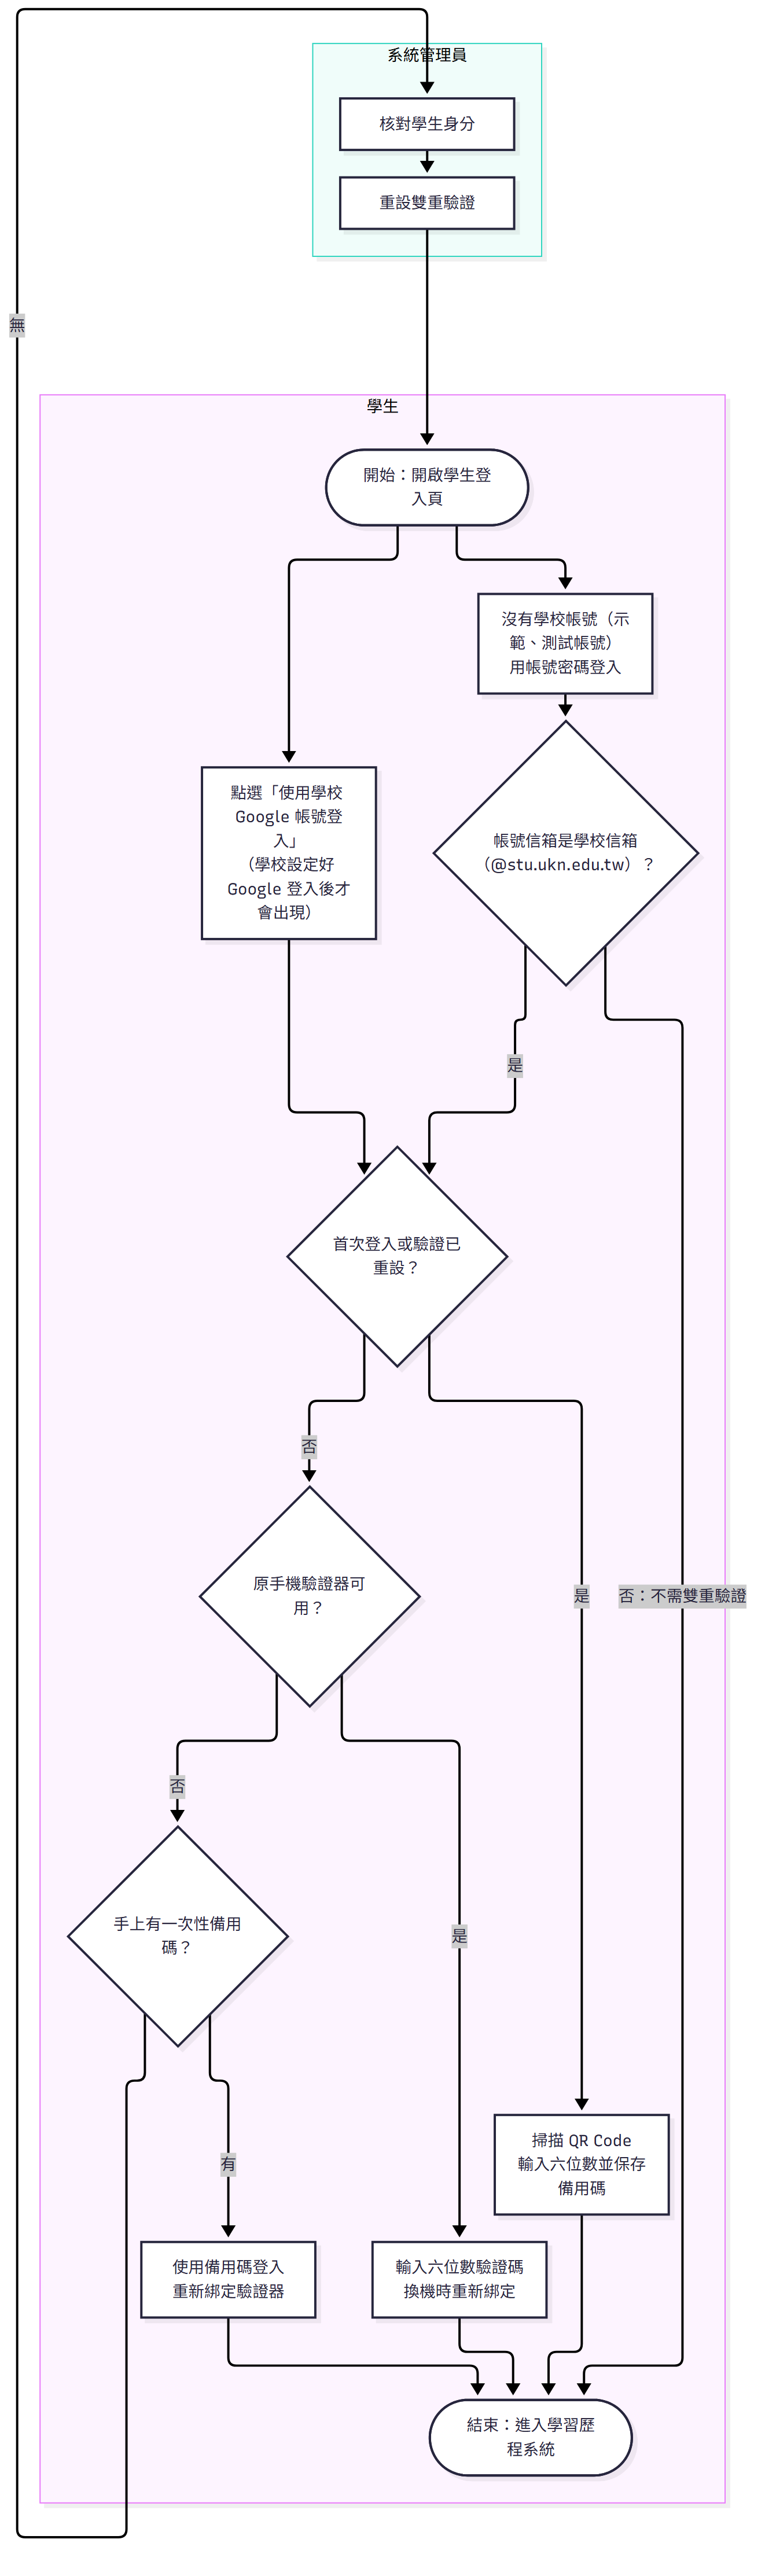 系統管理員
核對學生身分
重設雙重驗證
無
學生
開始：開啟學生登
入頁
沒有學校帳號（示
範、測試帳號）
用帳號密碼登入
點選「使用學校
Google 帳號登
入」
（學校設定好
Google 登入後才
會出現）
帳號信箱是學校信箱
（@stu.ukn.edu.tw）？
是
首次登入或驗證已
重設？
否
原手機驗證器可
用？
是
否：不需雙重驗證
否
手上有一次性備用
碼？
是
掃描 QR Code
輸入六位數並保存
備用碼
有
使用備用碼登入
重新綁定驗證器
輸入六位數驗證碼
換機時重新綁定
結束：進入學習歷
程系統